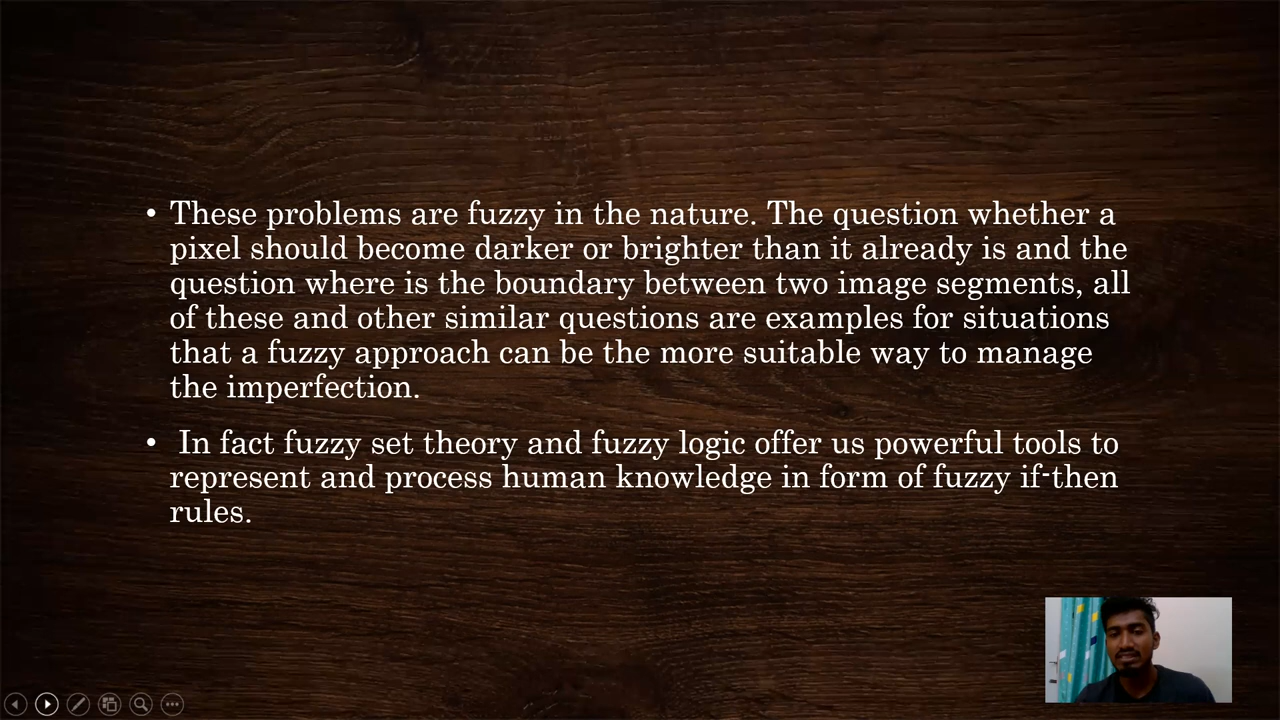 • These problems are fuzzy in the nature. The question whether a
pixel should become darker or brighter than it already is and the
question where is the boundary between two image segments, all
of these and other similar questions are examples for situations
that a fuzzy approach can be the more suitable way to manage
the imperfection.
• In fact fuzzy set theory and fuzzy logic offer us powerful tools to
represent and process human knowledge in form of fuzzy if-then
rules.